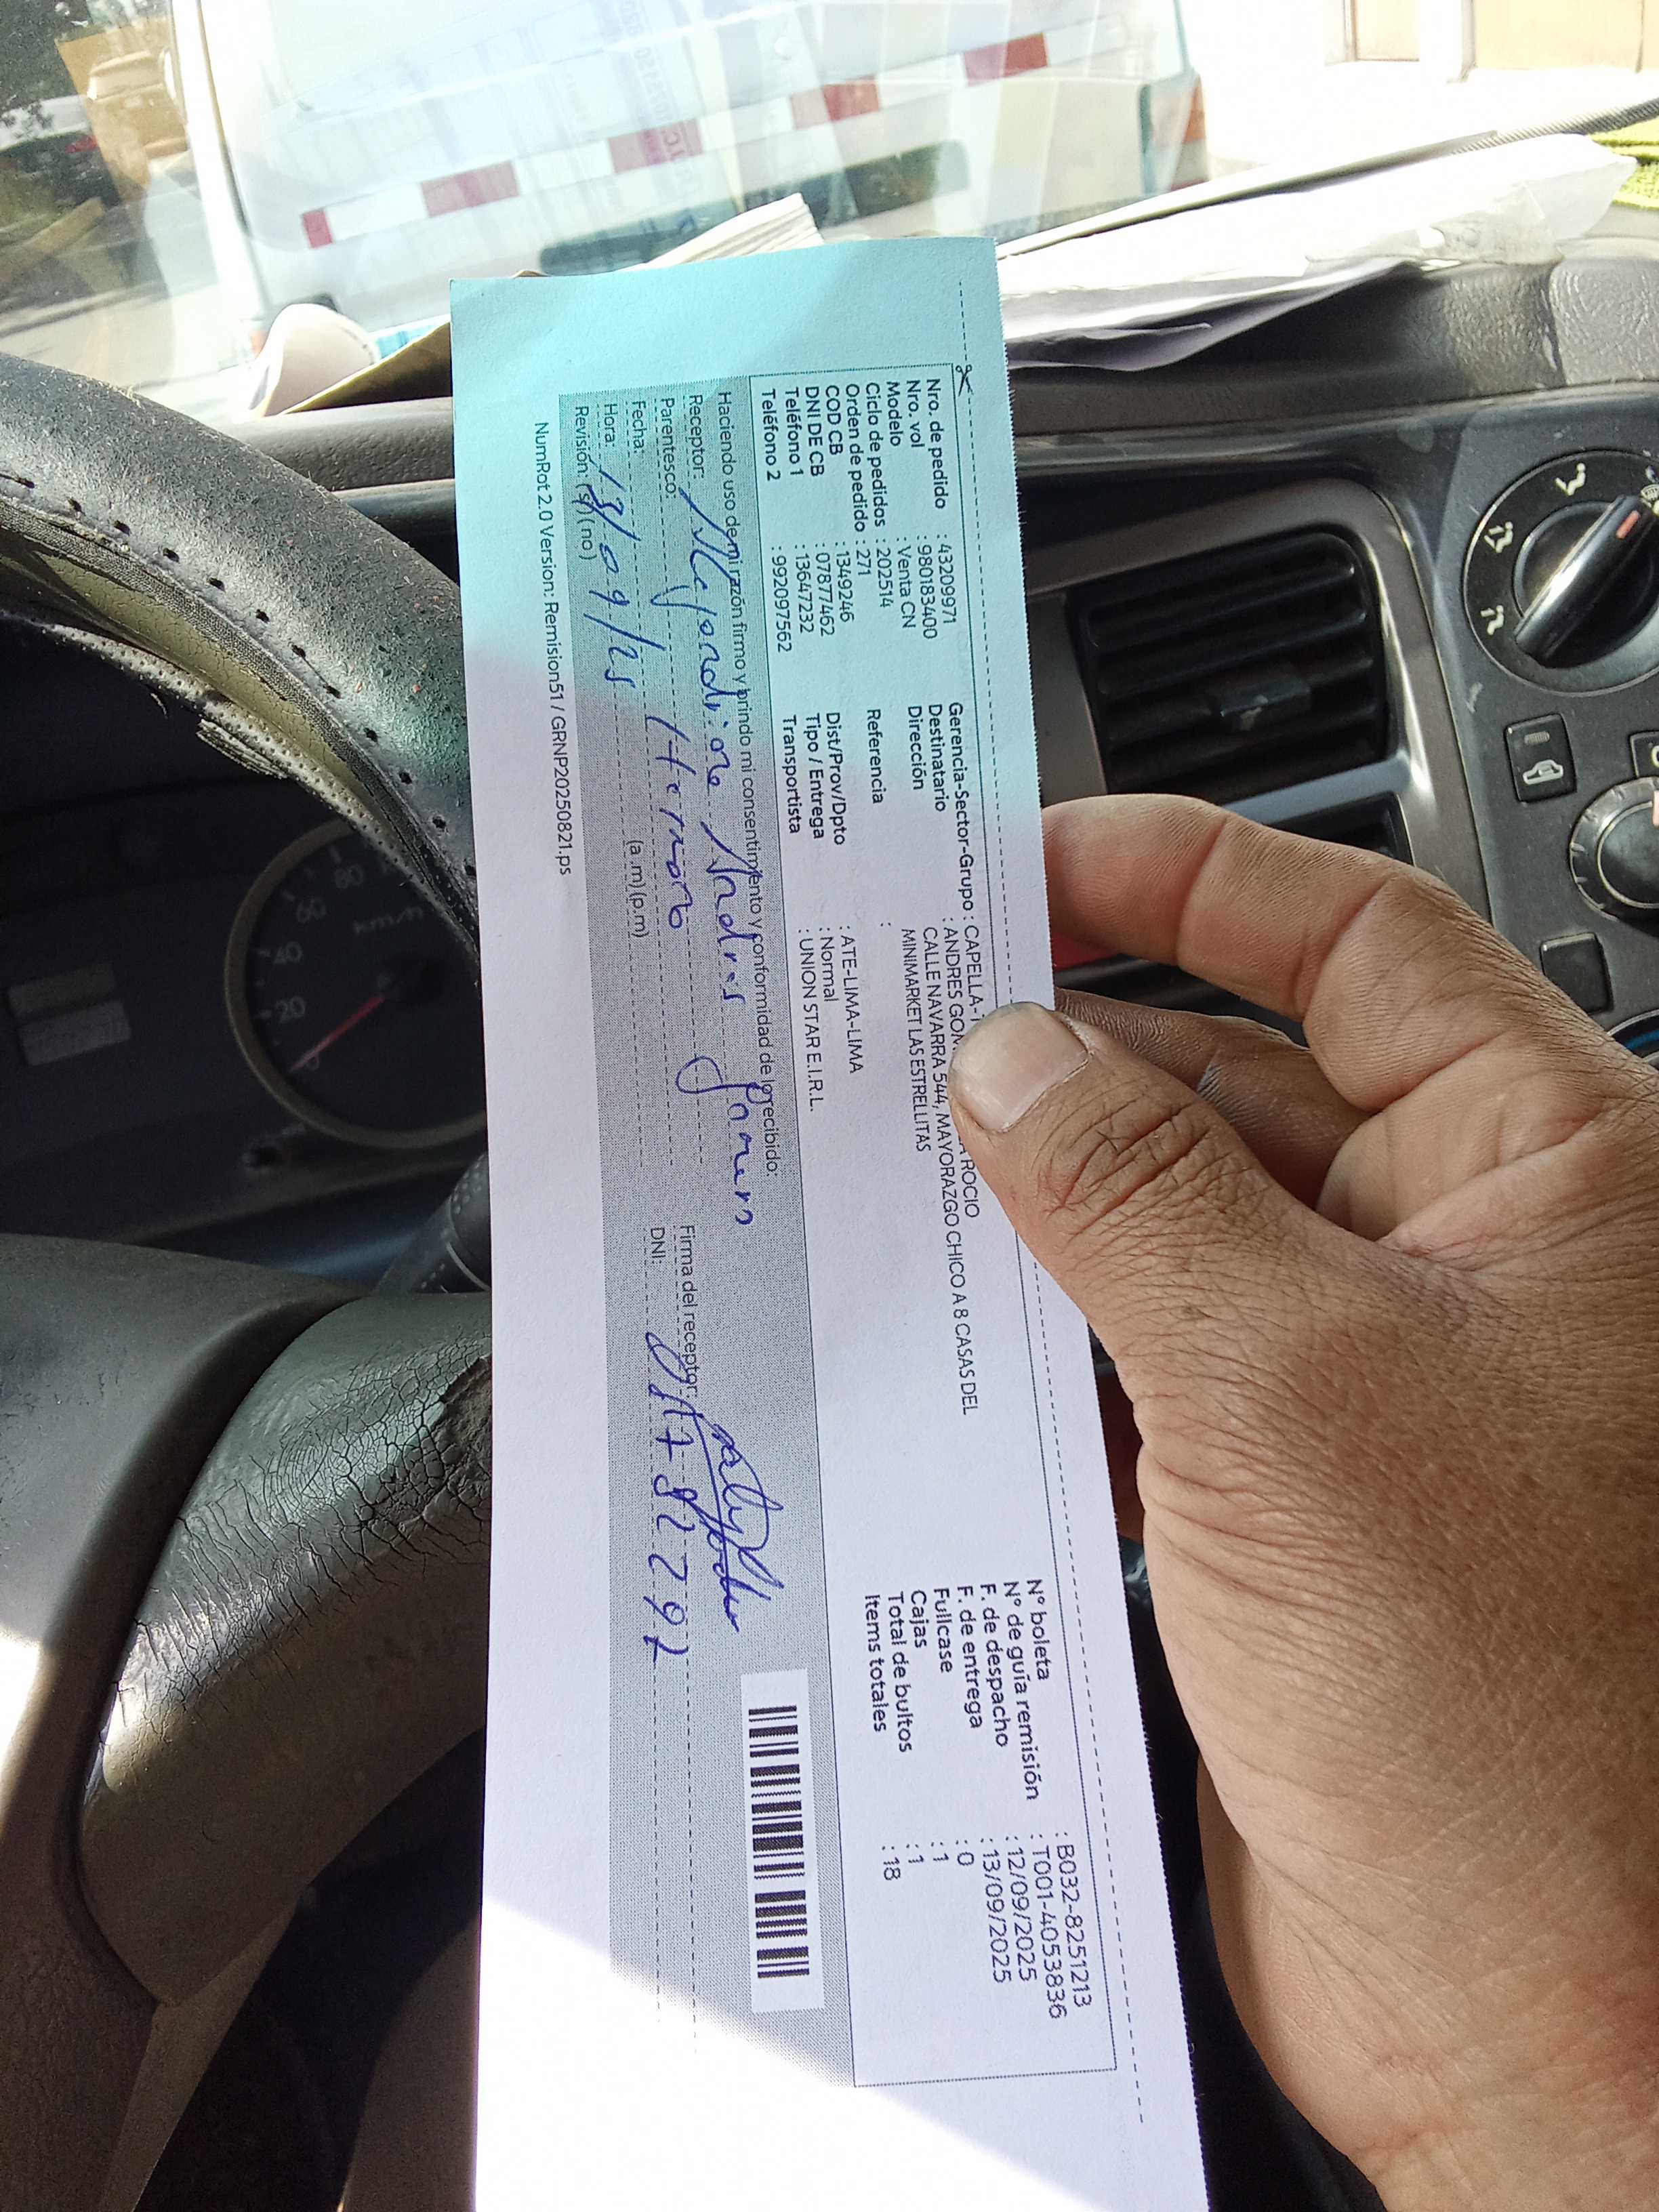 Nro. de pedido : 43209971
Nro. vol : 980183400
Modelo : Venta CN
Ciclo de pedidos : 202514
Orden de pedido : 271
COD CB : 1349246
DNI DE CB : 07877462
Teléfono 1 : 13647232
Teléfono 2 : 992097562
Gerencia-Sector-Grupo : CAPELLA-
Destinatario : ANDRES ROCIO
Dirección : CALLE NAVARRA 544, MAYORAZGO CHICO A 8 CASAS DEL
MINIMARKET LAS ESTRELLITAS
Referencia :
Dist/Prov/Dpto : ATE-LIMA-LIMA
Tipo / Entrega : Normal
Transportista : UNION STAR E.I.R.L.
N° boleta : B032-8251213
N° de guía remisión : T001-4053836
F. de despacho : 12/09/2025
F. de entrega : 13/09/2025
Fullcase : 0
Cajas : 1
Total de bultos : 1
Items totales : 18
Haciendo uso de mi razón firmo y brindo mi consentimiento y conformidad de lo recibido:
Receptor: Alejandrine Andres
Firma del receptor:
Parentesco: Hermano
DNI:
Fecha: 13/09/25
Hora: (a.m) (p.m)
Revisión: (si) (no)
NumRot 2.0 Version: Remision51 / GRNP20250821.ps